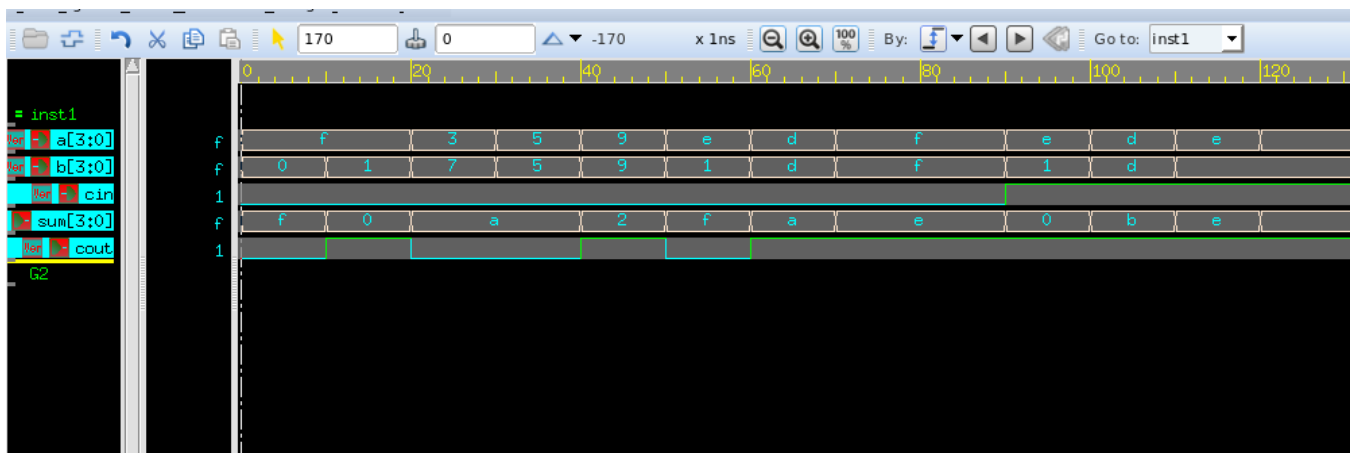 170 0 -170 x 1ns 100 % By: Go to: inst1
0 20 40 60 80 100 120
= inst1
a[3:0] f f 3 5 9 e d f e d e
b[3:0] f 0 1 7 5 9 1 d f 1 d
cin 1
sum[3:0] f f 0 a 2 f a e 0 b e
cout 1
G2